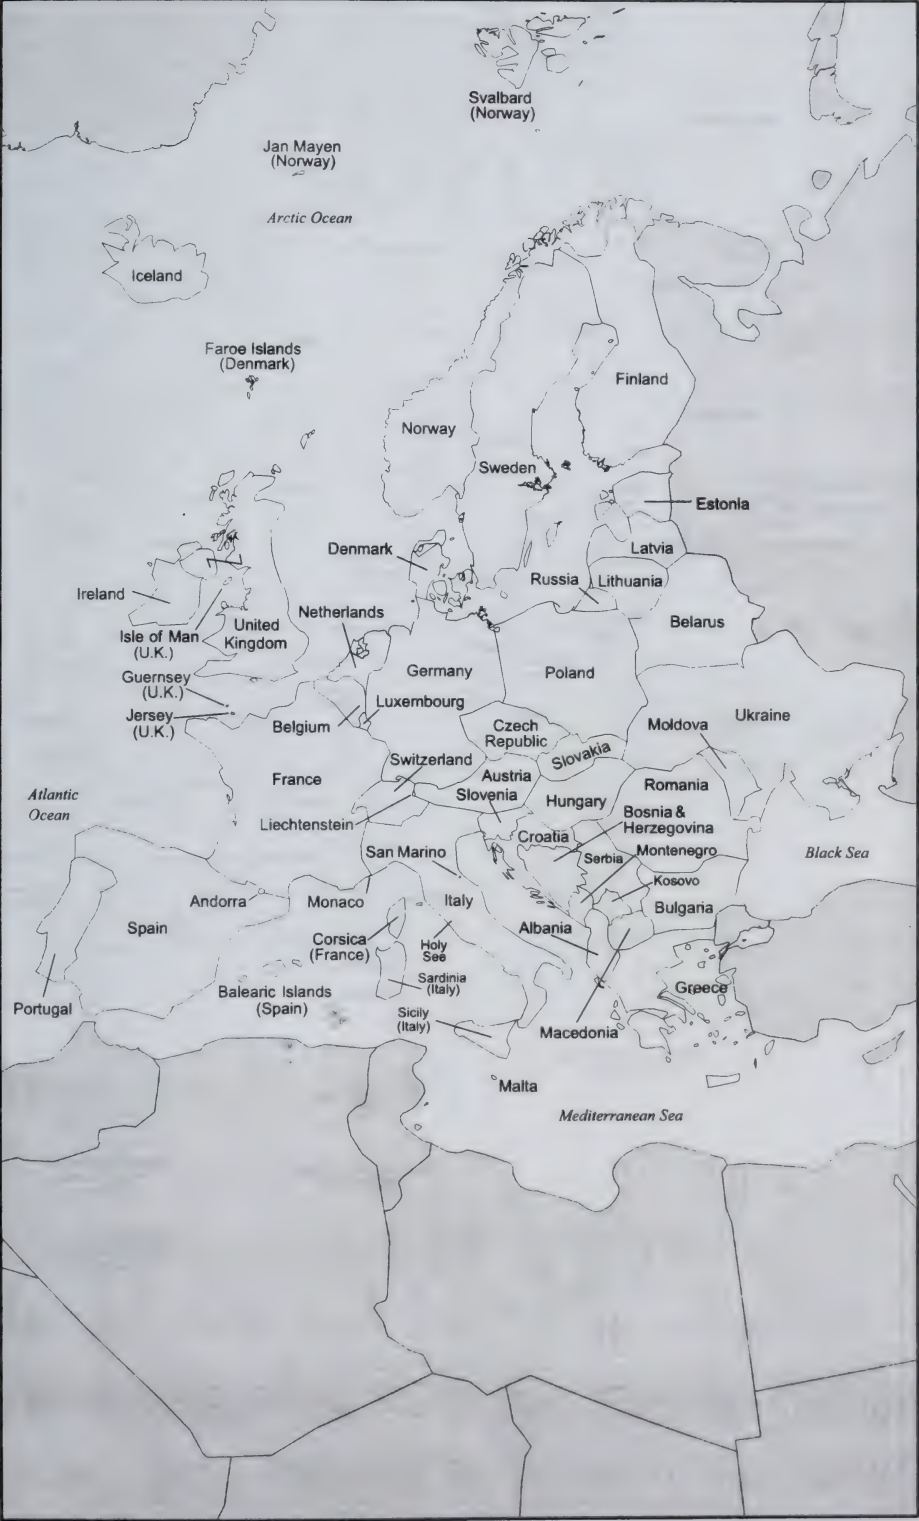 Svalbard
(Norway)
Jan Mayen
(Norway)
Arctic Ocean
Iceland
Faroe Islands
(Denmark)
Finland
Norway
Sweden
Estonia
Denmark
Latvia
Russia
Lithuania
Ireland
Netherlands
Isle of Man
(U.K.)
United
Kingdom
Belarus
Guernsey
(U.K.)
Germany
Poland
Luxembourg
Jersey
(U.K.)
Belgium
Czech
Republic
Moldova
Ukraine
Switzerland
Slovakia
France
Austria
Romania
Atlantic
Ocean
Slovenia
Hungary
Liechtenstein
Bosnia &
Herzegovina
Croatia
San Marino
Serbia
Montenegro
Black Sea
Kosovo
Andorra
Monaco
Italy
Bulgaria
Spain
Albania
Corsica
(France)
Holy
See
Sardinia
(Italy)
Greece
Balearic Islands
(Spain)
Portugal
Sicily
(Italy)
Macedonia
Malta
Mediterranean Sea